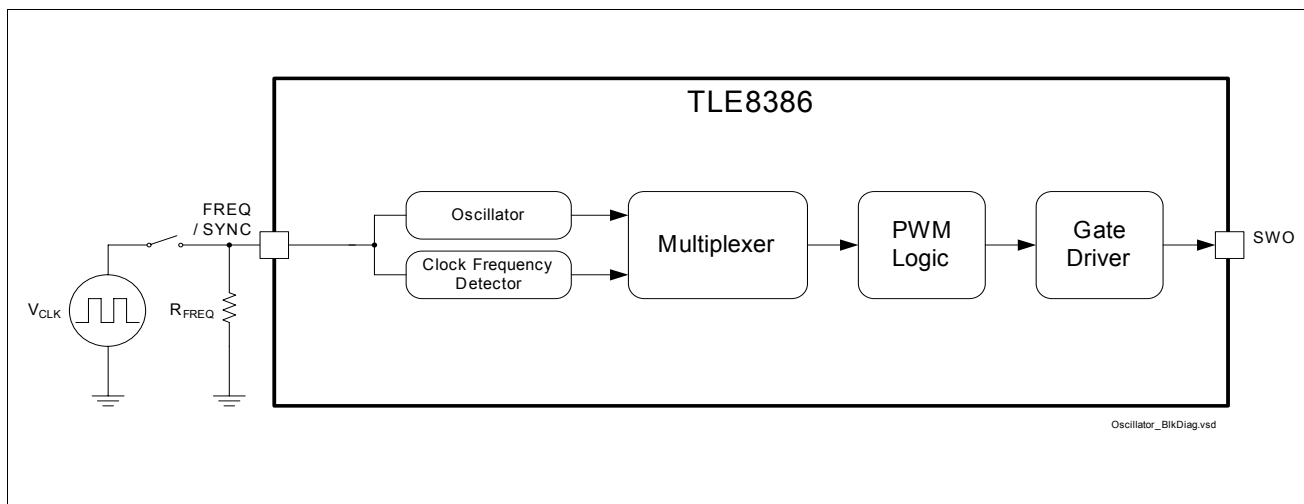 TLE8386
FREQ
/ SYNC
Oscillator
Clock Frequency
Detector
Multiplexer
PWM
Logic
Gate
Driver
SWO
VCLK
RFREQ
Oscillator_BlkDiag.vsd